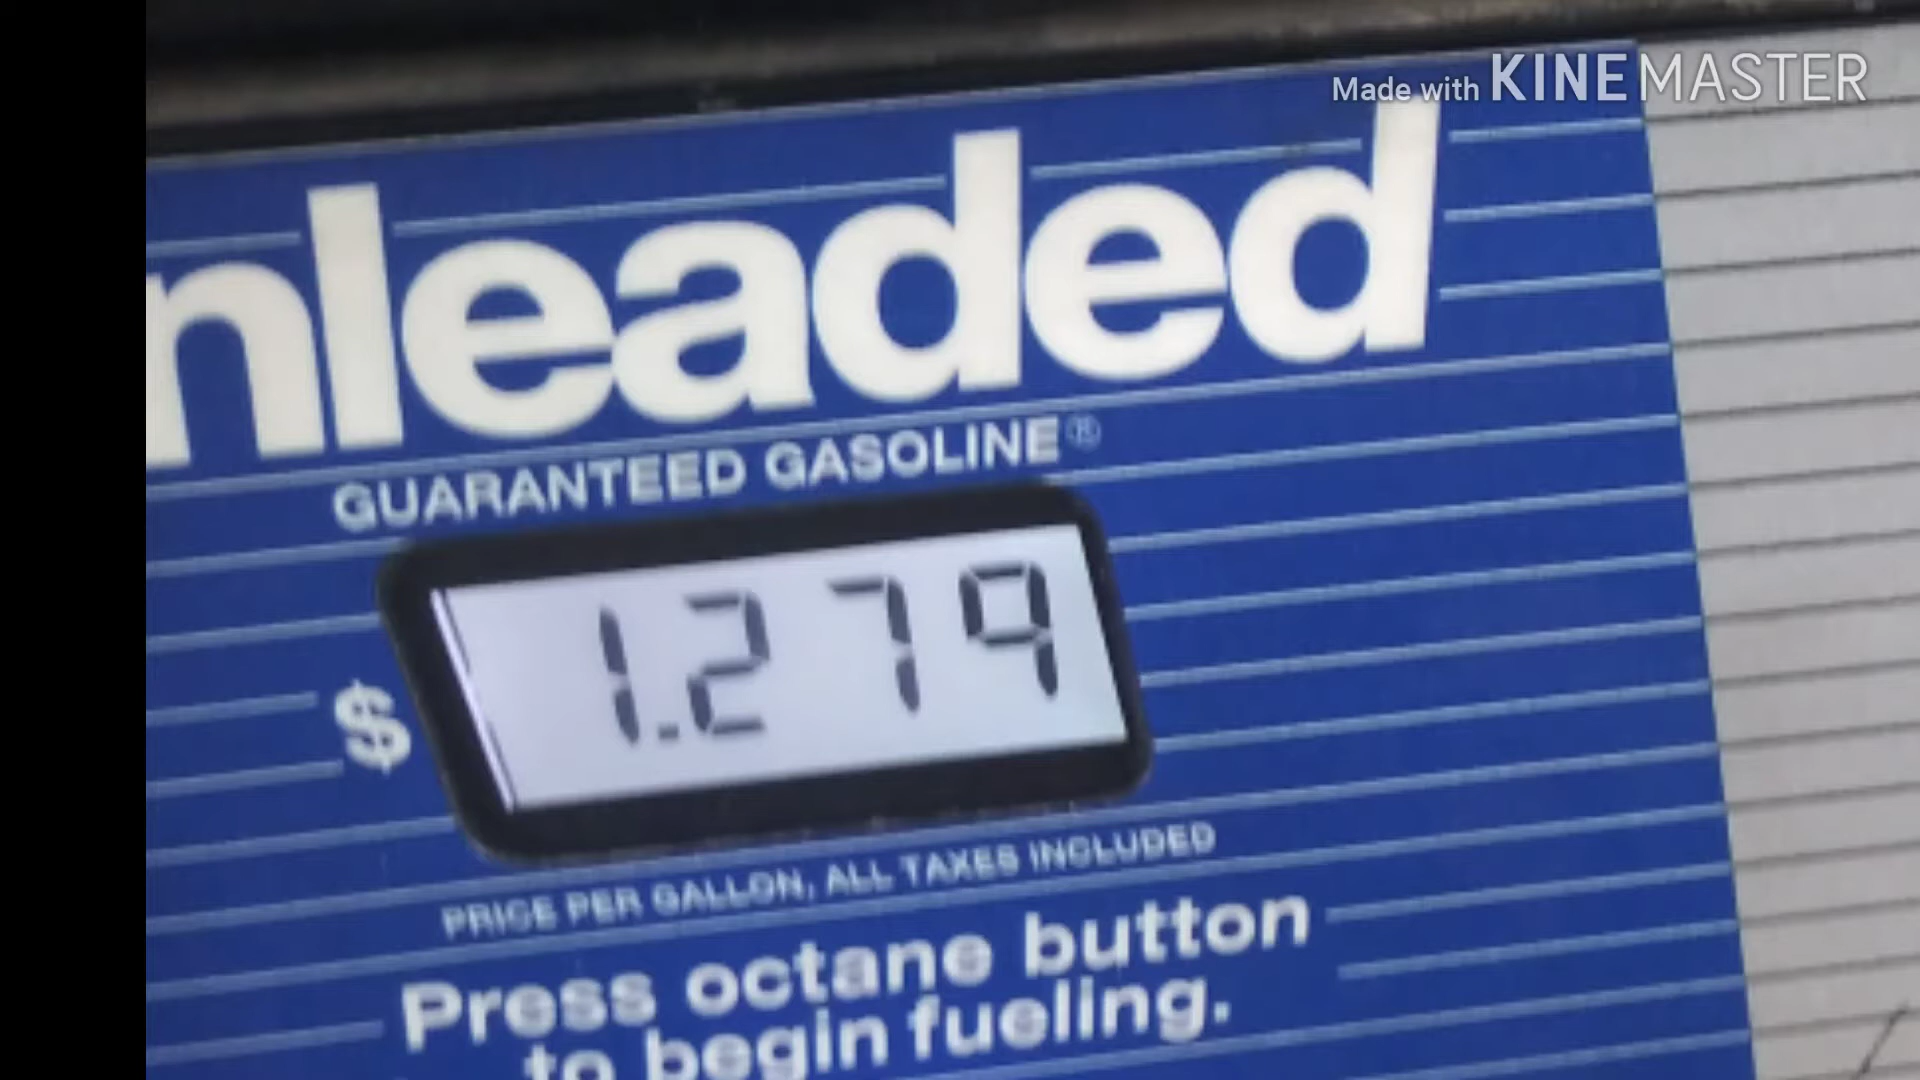 Made with KINEMASTER
nleaded
GUARANTEED GASOLINE®
$ 1.279
PRICE PER GALLON, ALL TAXES INCLUDED
Press octane button
to begin fueling.